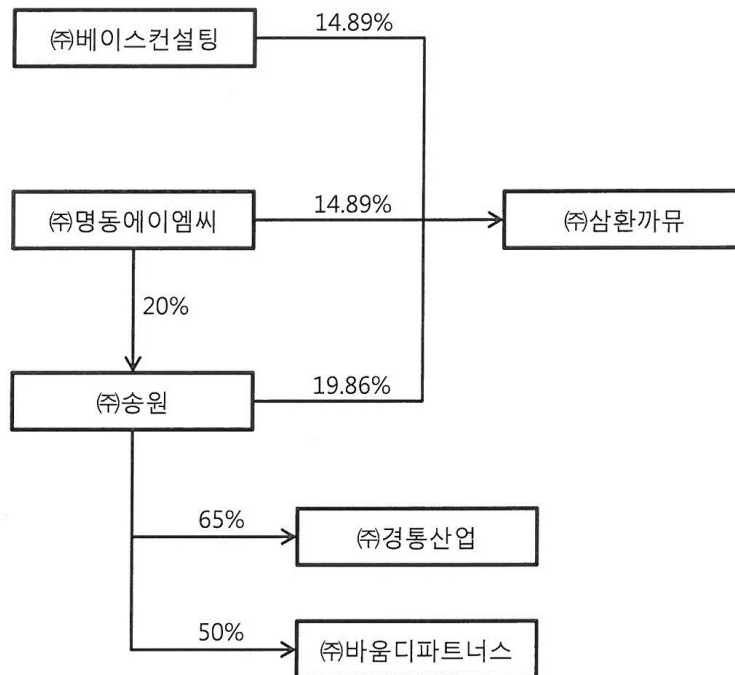 ㈜베이스컨설팅
14.89%
㈜명동에이엠씨
14.89%
㈜삼환까뮤
20%
㈜송원
19.86%
65%
㈜경통산업
50%
㈜바움디파트너스